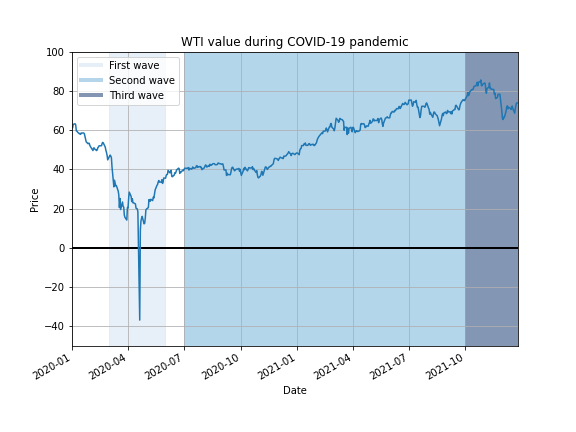 WTI value during COVID-19 pandemic
First wave
Second wave
Third wave
Price
100
80
60
40
20
0
−20
−40
2020-01
2020-04
2020-07
2020-10
2021-01
2021-04
2021-07
2021-10
Date